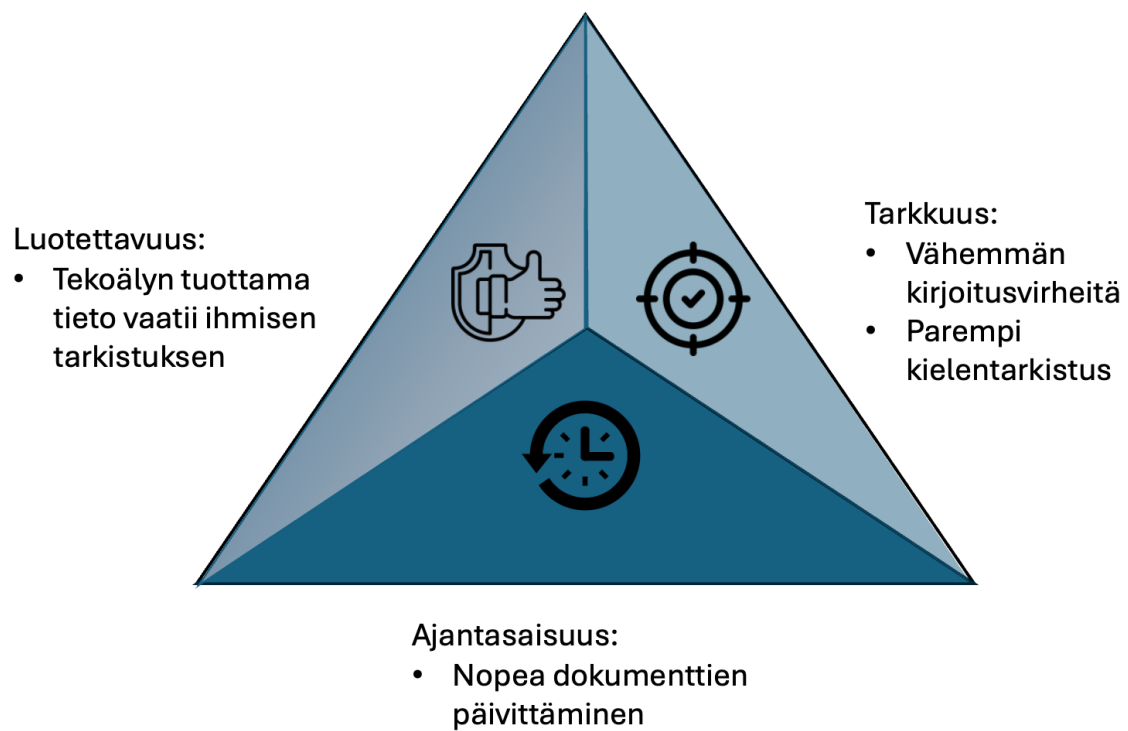 Luotettavuus:
• Tekoälyn tuottama
tieto vaatii ihmisen
tarkistuksen
Tarkkuus:
• Vähemmän
kirjoitusvirheitä
• Parempi
kielentarkistus
Ajantasaisuus:
• Nopea dokumenttien
päivittäminen